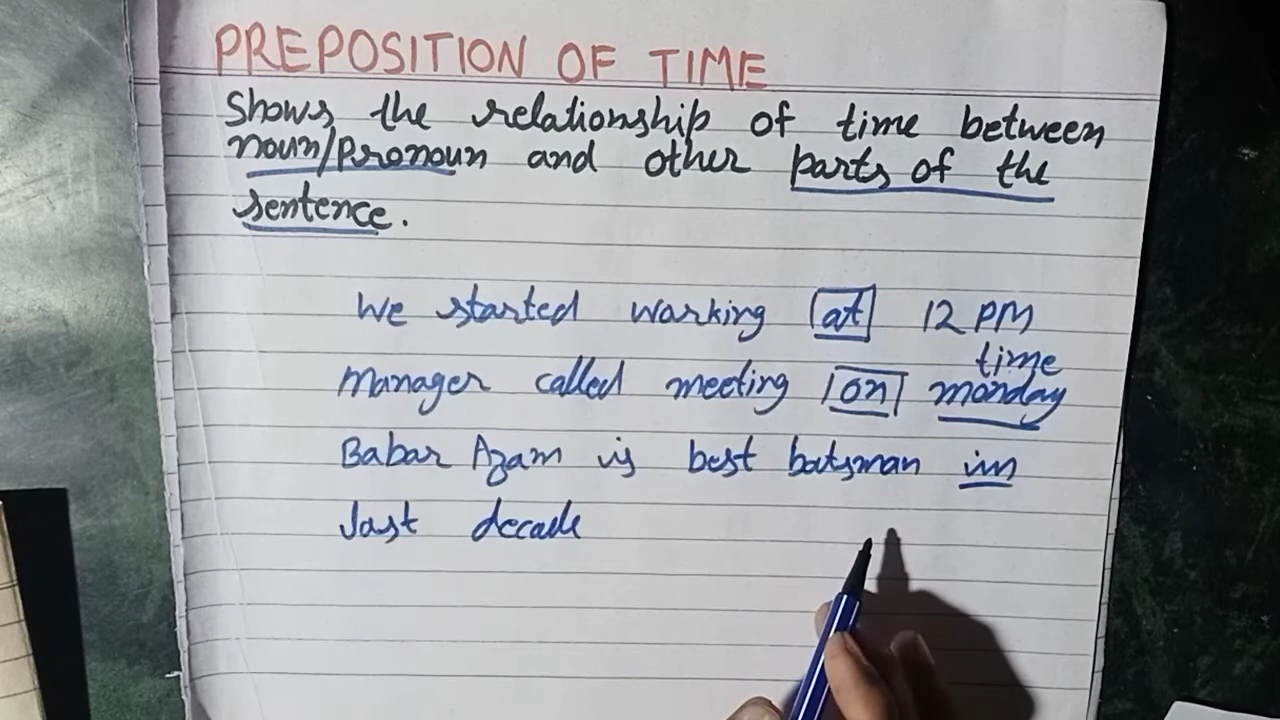 PREPOSITION OF TIME
Shows the relationship of time between
noun/Pronoun and other parts of the
sentence.
We started working at 12 PM
time
Manager called meeting on monday
Babar Azam is best batsman in
last decade